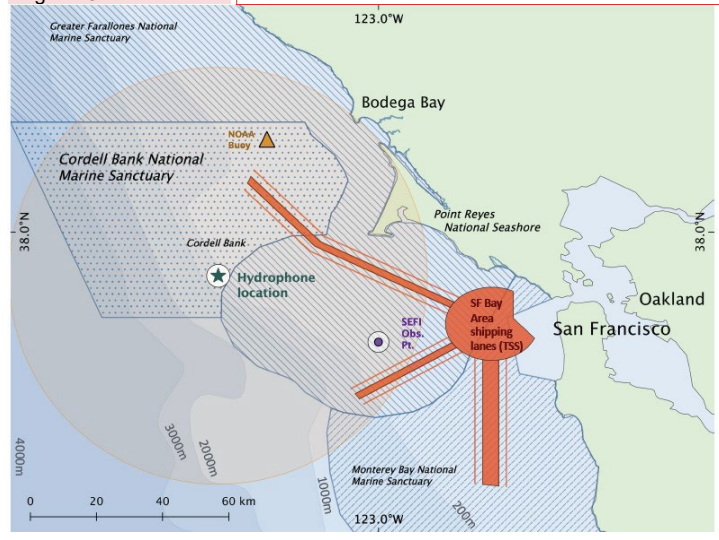 123.0°W
Greater Farallones National
Marine Sanctuary
Bodega Bay
NOAA
Buoy
Cordell Bank National
Marine Sanctuary
Point Reyes
National Seashore
38.0°N
38.0°N
Cordell Bank
Hydrophone
location
SF Bay
Area
shipping
lanes (TSS)
Oakland
San Francisco
SEFI
Obs.
Pt.
3000m
2000m
4000m
1000m
200m
Monterey Bay National
Marine Sanctuary
0 20 40 60 km
123.0°W